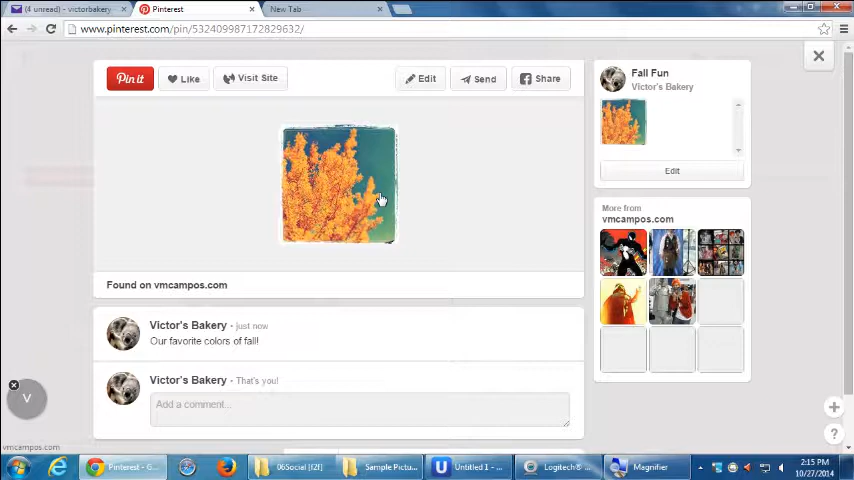 (4 unread) - victorbakery
Pinterest
New Tab
www.pinterest.com/pin/532409987172829632/
Pin it
Like
Visit Site
Edit
Send
Share
Found on vmcampos.com
Victor's Bakery - just now
Our favorite colors of fall!
Victor's Bakery - That's you!
Add a comment...
Fall Fun
Victor's Bakery
Edit
More from
vmcampos.com
V
?
vmcampos.com/
Pinterest - G...
06Social [f2f]
Sample Pictu...
Untitled 1 - ...
Logitech® ...
Magnifier
2:15 PM
10/27/2014